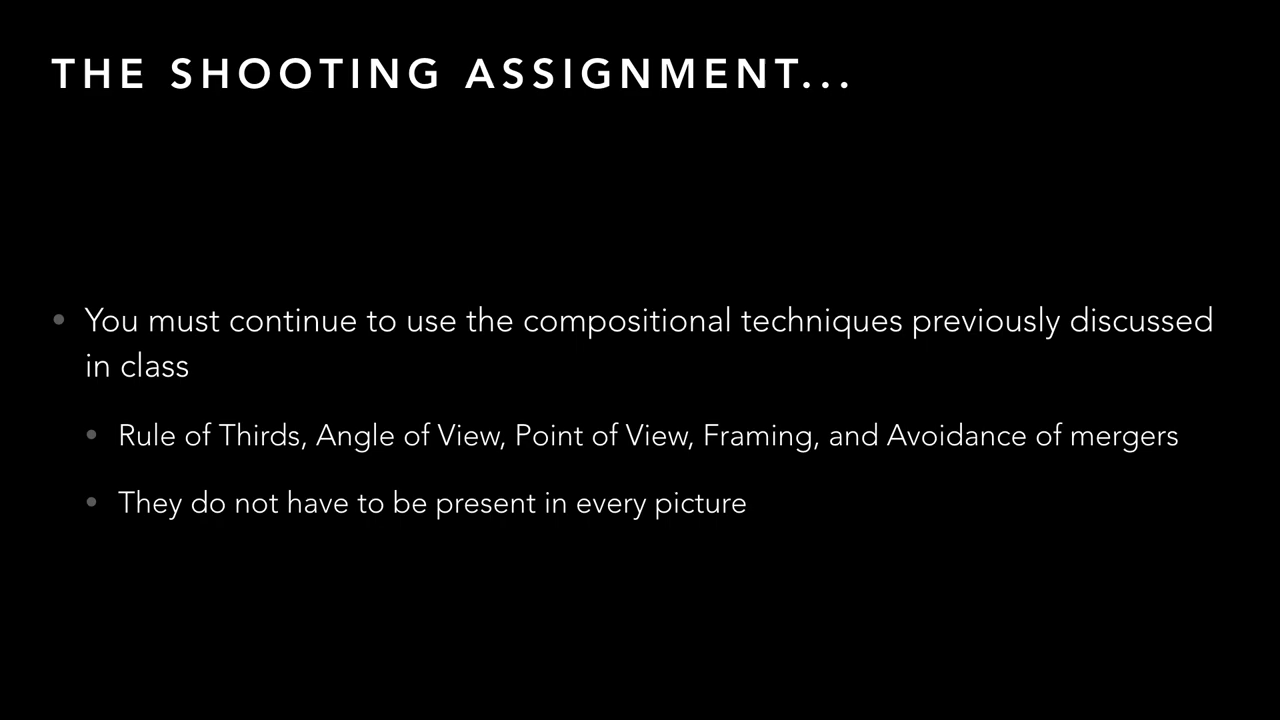 THE SHOOTING ASSIGNMENT...
• You must continue to use the compositional techniques previously discussed
in class
• Rule of Thirds, Angle of View, Point of View, Framing, and Avoidance of mergers
• They do not have to be present in every picture